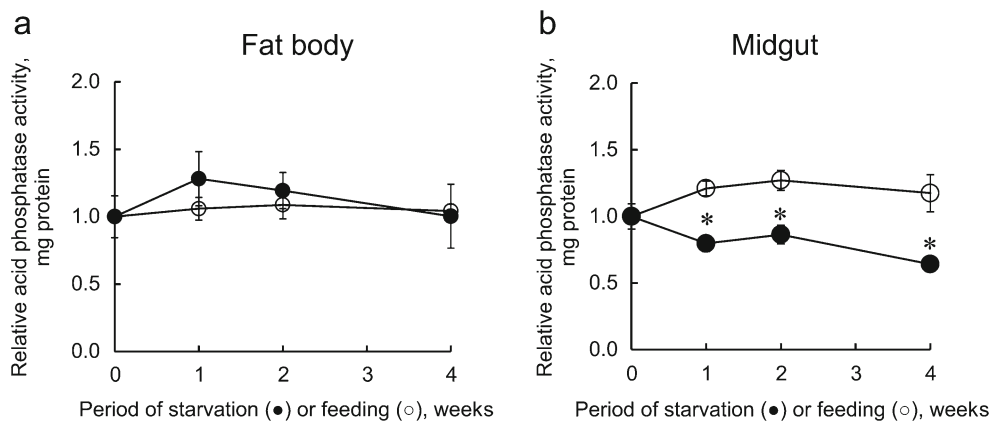 a
Fat body
Relative acid phosphatase activity,
mg protein
2.0
1.5
1.0
0.5
0.0
0 1 2 3 4
Period of starvation (●) or feeding (○), weeks
b
Midgut
Relative acid phosphatase activity,
mg protein
2.0
1.5
1.0
0.5
0.0
* * *
0 1 2 3 4
Period of starvation (●) or feeding (○), weeks